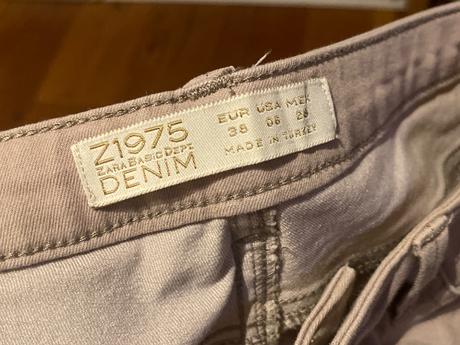 Z1975
ZARA BASIC DEPT
DENIM
EUR USA MEX
38 06 28
MADE IN TURKEY